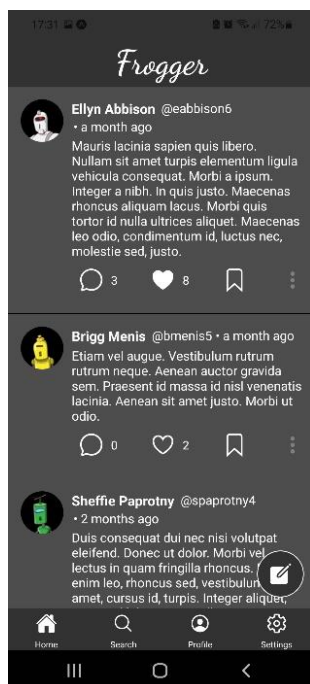 17:31
72%
Frogger
Ellyn Abbison @eabbison6
• a month ago
Mauris lacinia sapien quis libero.
Nullam sit amet turpis elementum ligula
vehicula consequat. Morbi a ipsum.
Integer a nibh. In quis justo. Maecenas
rhoncus aliquam lacus. Morbi quis
tortor id nulla ultrices aliquet. Maecenas
leo odio, condimentum id, luctus nec,
molestie sed, justo.
3 8
Brigg Menis @bmenis5 • a month ago
Etiam vel augue. Vestibulum rutrum
rutrum neque. Aenean auctor gravida
sem. Praesent id massa id nisl venenatis
lacinia. Aenean sit amet justo. Morbi ut
odio.
0 2
Sheffie Paprotny @spaprotny4
• 2 months ago
Duis consequat dui nec nisi volutpat
eleifend. Donec ut dolor. Morbi vel
lectus in quam fringilla rhoncus.
enim leo, rhoncus sed, vestibulum
amet, cursus id, turpis. Integer aliquet,
Home Search Profile Settings